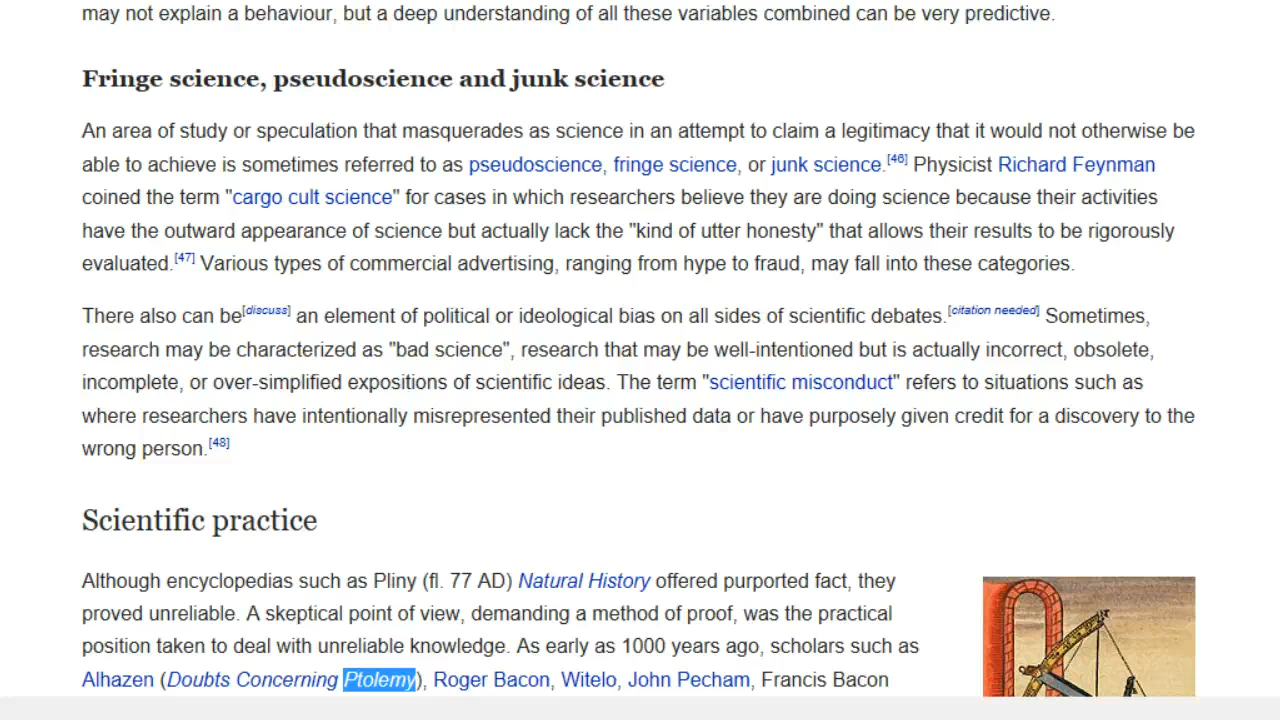 may not explain a behaviour, but a deep understanding of all these variables combined can be very predictive.
Fringe science, pseudoscience and junk science
An area of study or speculation that masquerades as science in an attempt to claim a legitimacy that it would not otherwise be
able to achieve is sometimes referred to as pseudoscience, fringe science, or junk science.[46] Physicist Richard Feynman
coined the term "cargo cult science" for cases in which researchers believe they are doing science because their activities
have the outward appearance of science but actually lack the "kind of utter honesty" that allows their results to be rigorously
evaluated.[47] Various types of commercial advertising, ranging from hype to fraud, may fall into these categories.
There also can be[discuss] an element of political or ideological bias on all sides of scientific debates.[citation needed] Sometimes,
research may be characterized as "bad science", research that may be well-intentioned but is actually incorrect, obsolete,
incomplete, or over-simplified expositions of scientific ideas. The term "scientific misconduct" refers to situations such as
where researchers have intentionally misrepresented their published data or have purposely given credit for a discovery to the
wrong person.[48]
Scientific practice
Although encyclopedias such as Pliny (fl. 77 AD) Natural History offered purported fact, they
proved unreliable. A skeptical point of view, demanding a method of proof, was the practical
position taken to deal with unreliable knowledge. As early as 1000 years ago, scholars such as
Alhazen (Doubts Concerning Ptolemy), Roger Bacon, Witelo, John Pecham, Francis Bacon